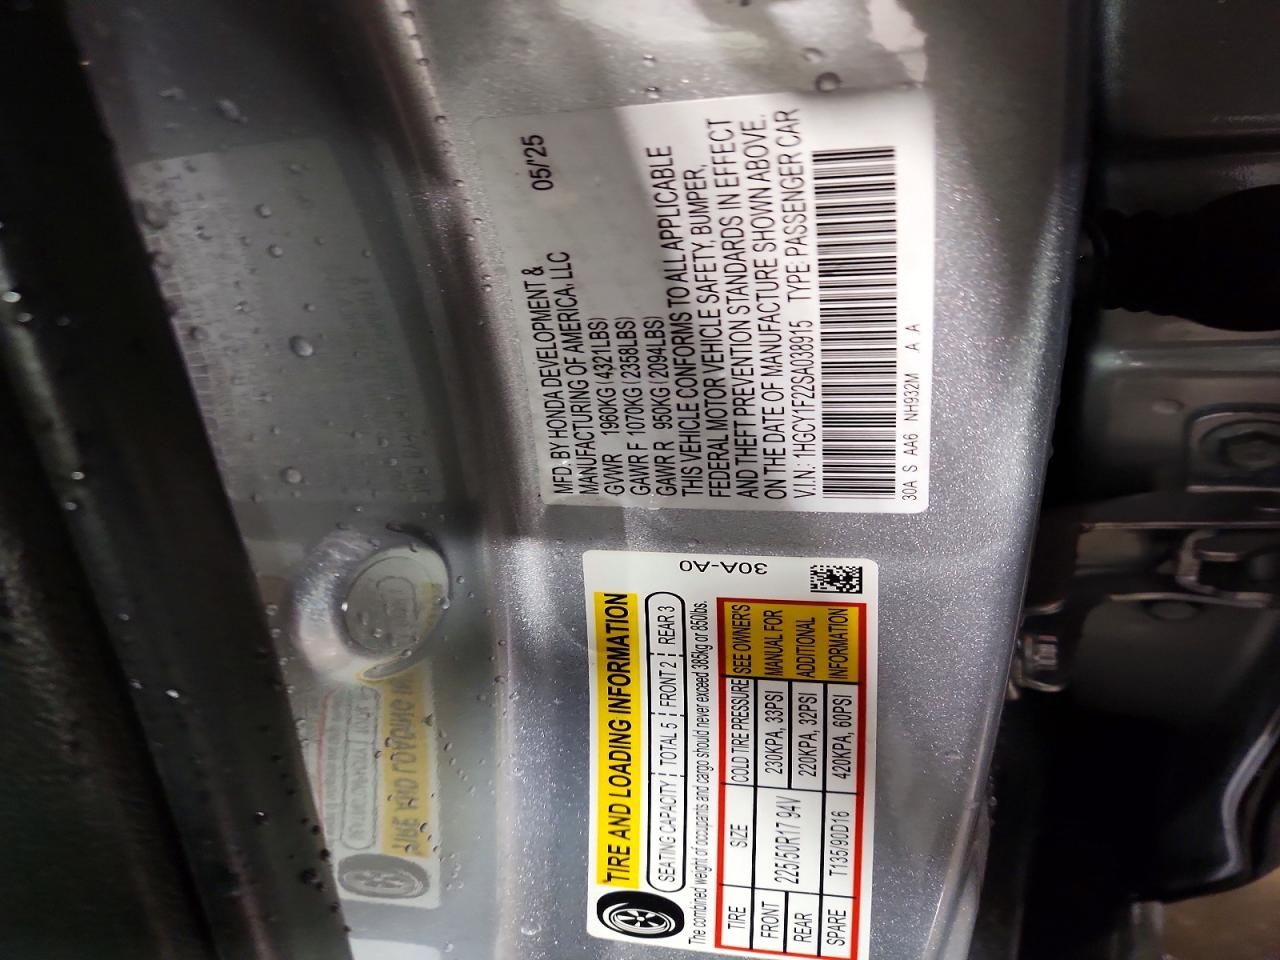 05/'25
MFD. BY HONDA DEVELOPMENT &
MANUFACTURING OF AMERICA, LLC
GVWR 1960KG (4321LBS)
GAWR F 1070KG (2358LBS)
GAWR R 950KG (2094LBS)
THIS VEHICLE CONFORMS TO ALL APPLICABLE
FEDERAL MOTOR VEHICLE SAFETY, BUMPER,
AND THEFT PREVENTION STANDARDS IN EFFECT
ON THE DATE OF MANUFACTURE SHOWN ABOVE.
V.I.N.: 1HGCY1F22SA038915 TYPE: PASSENGER CAR
30A S AA6 NH932M A A
TIRE AND LOADING INFORMATION
SEATING CAPACITY TOTAL 5 FRONT 2 REAR 3
The combined weight of occupants and cargo should never exceed 385kg or 850lbs.
TIRE SIZE COLD TIRE PRESSURE SEE OWNER'S
FRONT 225/50R17 94V 230KPA, 33PSI MANUAL FOR
REAR 220KPA, 32PSI ADDITIONAL
SPARE T135/90D16 420KPA, 60PSI INFORMATION
30A-A0